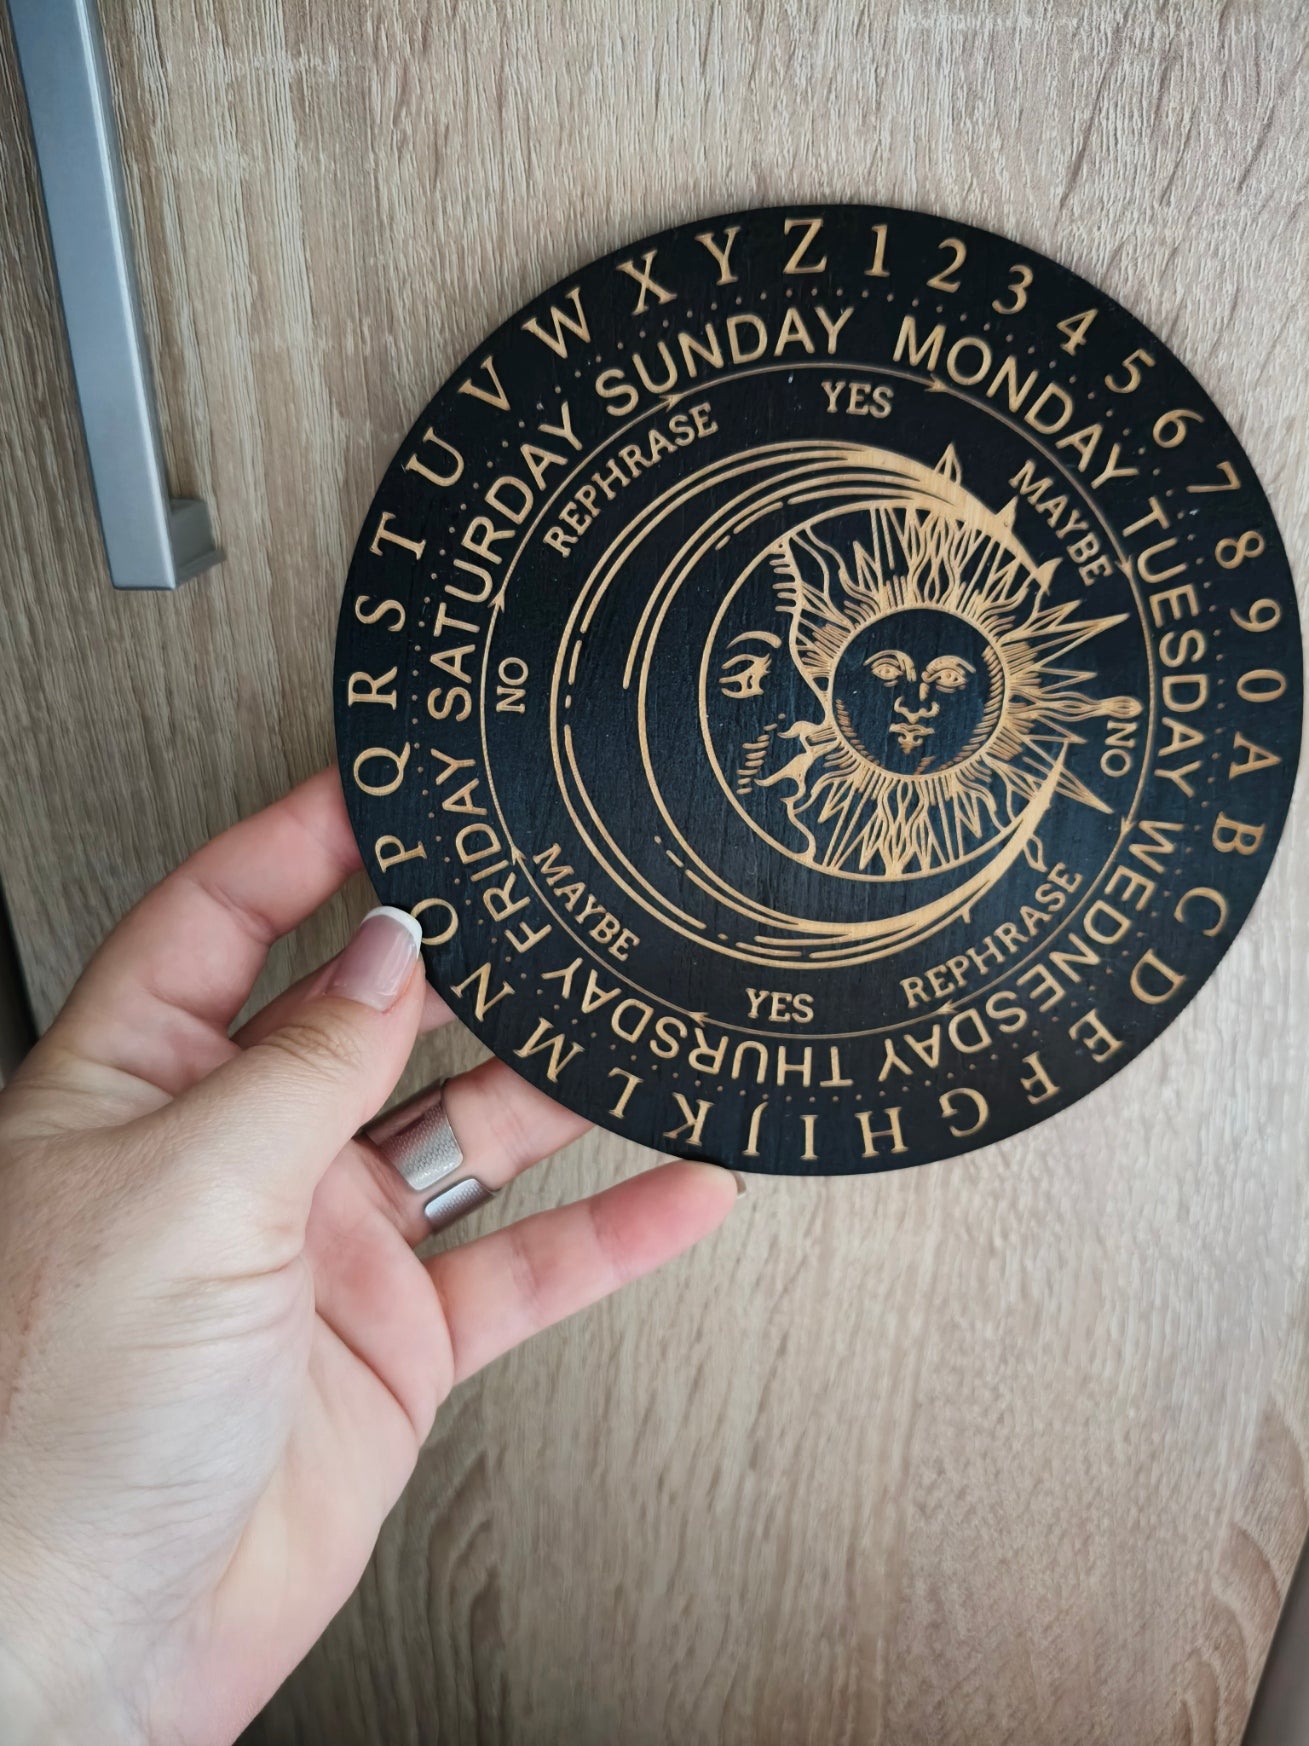 A B C D E F G H I J K L M N O P Q R S T U V W X Y Z 1 2 3 4 5 6 7 8 9 0
SUNDAY MONDAY TUESDAY WEDNESDAY THURSDAY FRIDAY SATURDAY
YES MAYBE NO REPHRASE YES MAYBE NO REPHRASE